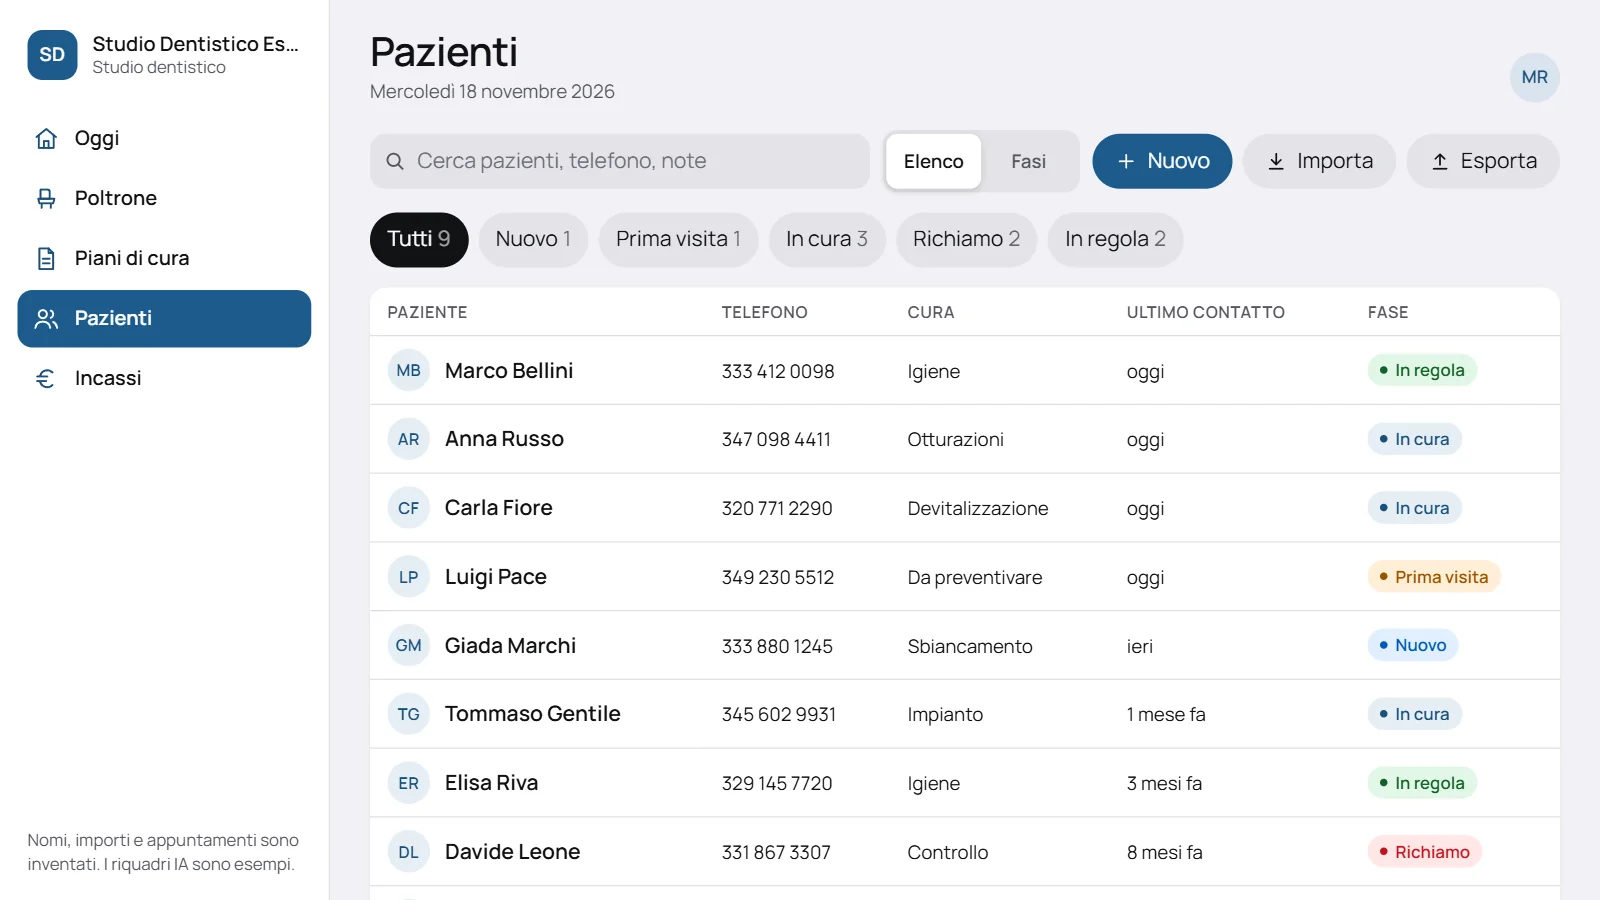 SD
Studio Dentistico Es...
Studio dentistico
Oggi
Poltrone
Piani di cura
Pazienti
Incassi
Nomi, importi e appuntamenti sono
inventati. I riquadri IA sono esempi.
Pazienti
Mercoledì 18 novembre 2026
MR
Cerca pazienti, telefono, note
Elenco
Fasi
Nuovo
Importa
Esporta
Tutti 9
Nuovo 1
Prima visita 1
In cura 3
Richiamo 2
In regola 2
PAZIENTE TELEFONO CURA ULTIMO CONTATTO FASE
MB Marco Bellini 333 412 0098 Igiene oggi In regola
AR Anna Russo 347 098 4411 Otturazioni oggi In cura
CF Carla Fiore 320 771 2290 Devitalizzazione oggi In cura
LP Luigi Pace 349 230 5512 Da preventivare oggi Prima visita
GM Giada Marchi 333 880 1245 Sbiancamento ieri Nuovo
TG Tommaso Gentile 345 602 9931 Impianto 1 mese fa In cura
ER Elisa Riva 329 145 7720 Igiene 3 mesi fa In regola
DL Davide Leone 331 867 3307 Controllo 8 mesi fa Richiamo